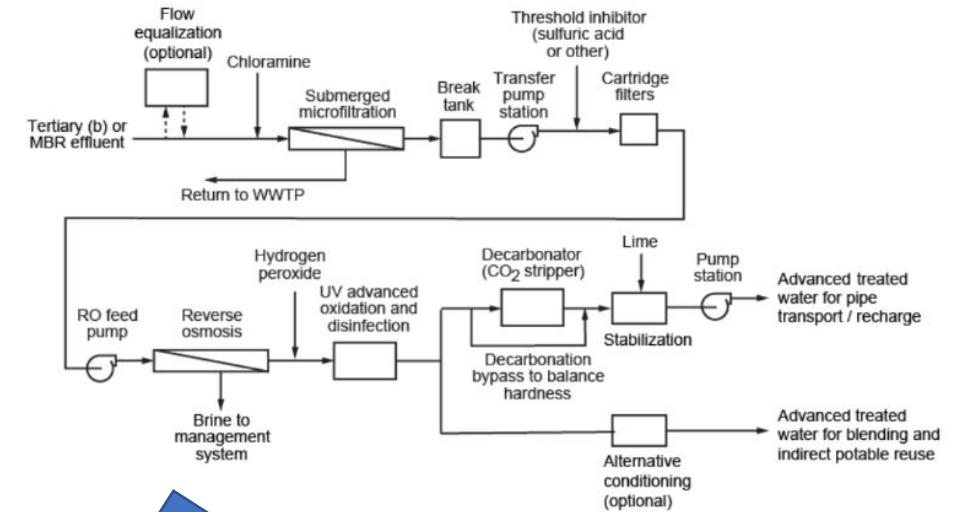 Flow
equalization
(optional)
Chloramine
Tertiary (b) or
MBR effluent
Submerged
microfiltration
Return to WWTP
Break
tank
Transfer
pump
station
Threshold inhibitor
(sulfuric acid
or other)
Cartridge
filters
RO feed
pump
Reverse
osmosis
Brine to
management
system
Hydrogen
peroxide
UV advanced
oxidation and
disinfection
Decarbonator
(CO2 stripper)
Decarbonation
bypass to balance
hardness
Lime
Stabilization
Pump
station
Advanced treated
water for pipe
transport / recharge
Alternative
conditioning
(optional)
Advanced treated
water for blending and
indirect potable reuse